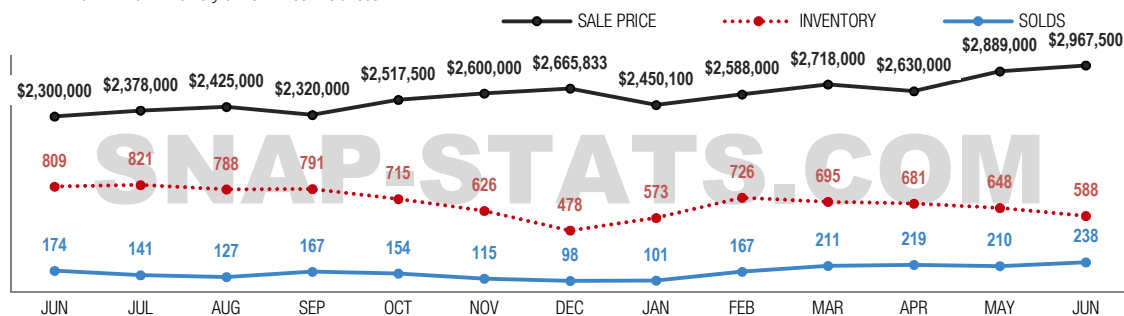 SALE PRICE INVENTORY SOLDS
$2,300,000 $2,378,000 $2,425,000 $2,320,000 $2,517,500 $2,600,000 $2,665,833 $2,450,100 $2,588,000 $2,718,000 $2,630,000 $2,889,000 $2,967,500
SNAP-STATS.COM
809 821 788 791 715 626 478 573 726 695 681 648 588
174 141 127 167 154 115 98 101 167 211 219 210 238
JUN JUL AUG SEP OCT NOV DEC JAN FEB MAR APR MAY JUN